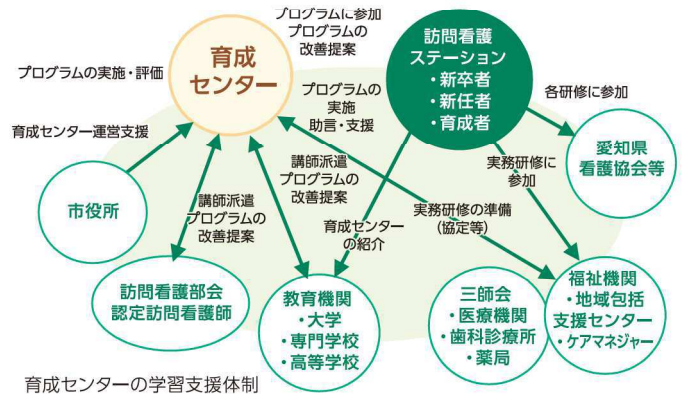 プログラムに参加
プログラムの
改善提案
育成
センター
訪問看護
ステーション
・新卒者
・新任者
・育成者
プログラムの実施・評価
プログラムの
実施
助言・支援
各研修に参加
育成センター運営支援
愛知県
看護協会等
講師派遣
プログラムの
改善提案
実務研修に
参加
市役所
講師派遣
プログラムの
改善提案
育成センター
の紹介
実務研修の準備
（協定等）
訪問看護部会
認定訪問看護師
教育機関
・大学
・専門学校
・高等学校
三師会
・医療機関
・歯科診療所
・薬局
福祉機関
・地域包括
支援センター
・ケアマネジャー
育成センターの学習支援体制